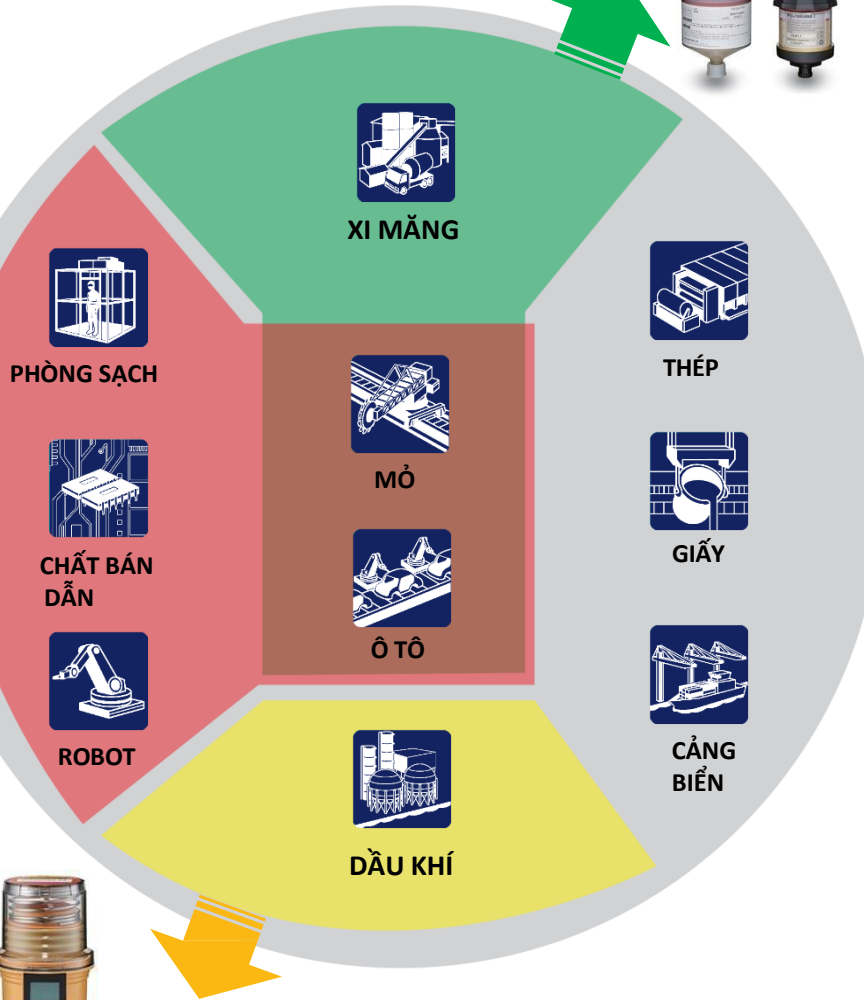 XI MĂNG
PHÒNG SẠCH
THÉP
MỎ
CHẤT BÁN
DẪN
GIẤY
Ô TÔ
ROBOT
CẢNG
BIỂN
DẦU KHÍ